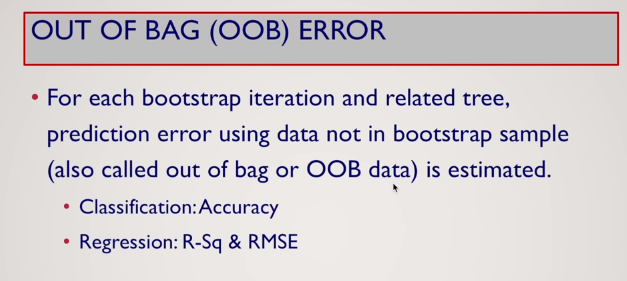 OUT OF BAG (OOB) ERROR
• For each bootstrap iteration and related tree,
prediction error using data not in bootstrap sample
(also called out of bag or OOB data) is estimated.
• Classification: Accuracy
• Regression: R-Sq & RMSE